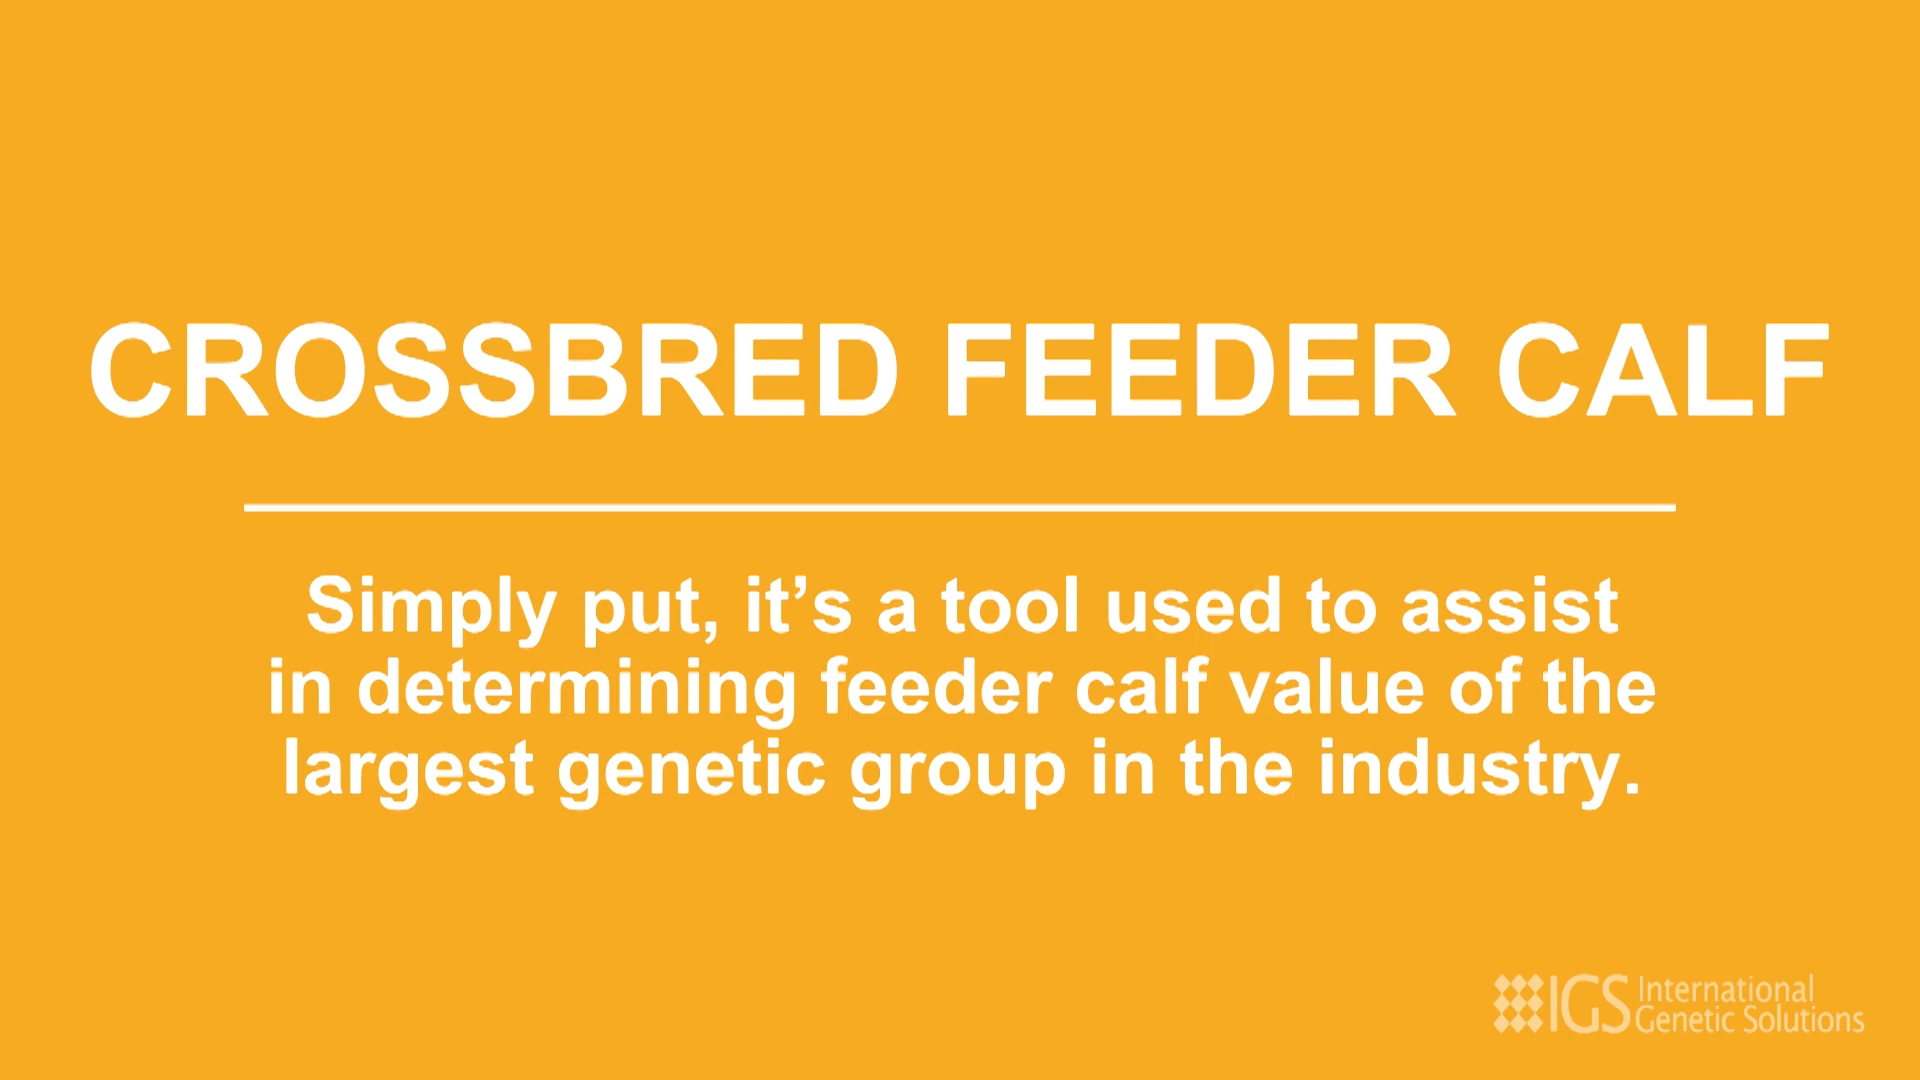 CROSSBRED FEEDER CALF
Simply put, it’s a tool used to assist
in determining feeder calf value of the
largest genetic group in the industry.
IGS International
Genetic Solutions